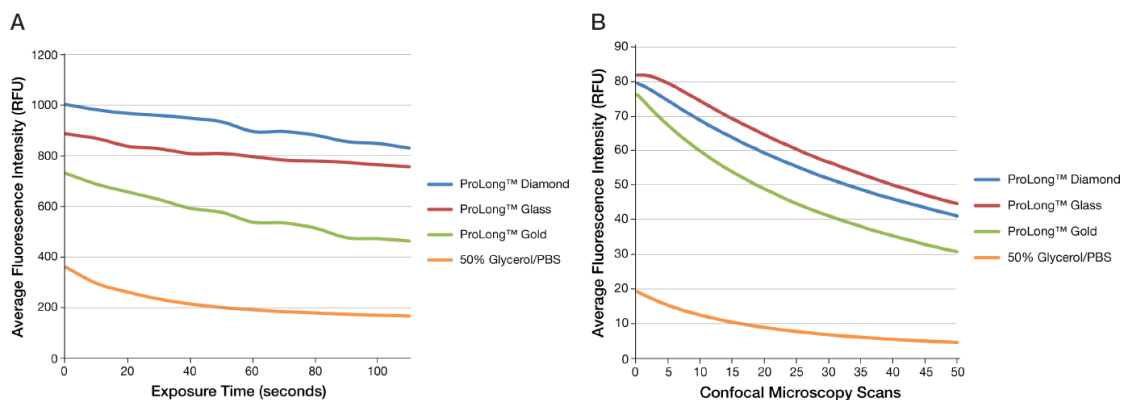 A
Average Fluorescence Intensity (RFU)
1200
1000
800
600
400
200
0
0 20 40 60 80 100
Exposure Time (seconds)
ProLong™ Diamond
ProLong™ Glass
ProLong™ Gold
50% Glycerol/PBS
B
Average Fluorescence Intensity (RFU)
90
80
70
60
50
40
30
20
10
0
0 5 10 15 20 25 30 35 40 45 50
Confocal Microscopy Scans
ProLong™ Diamond
ProLong™ Glass
ProLong™ Gold
50% Glycerol/PBS